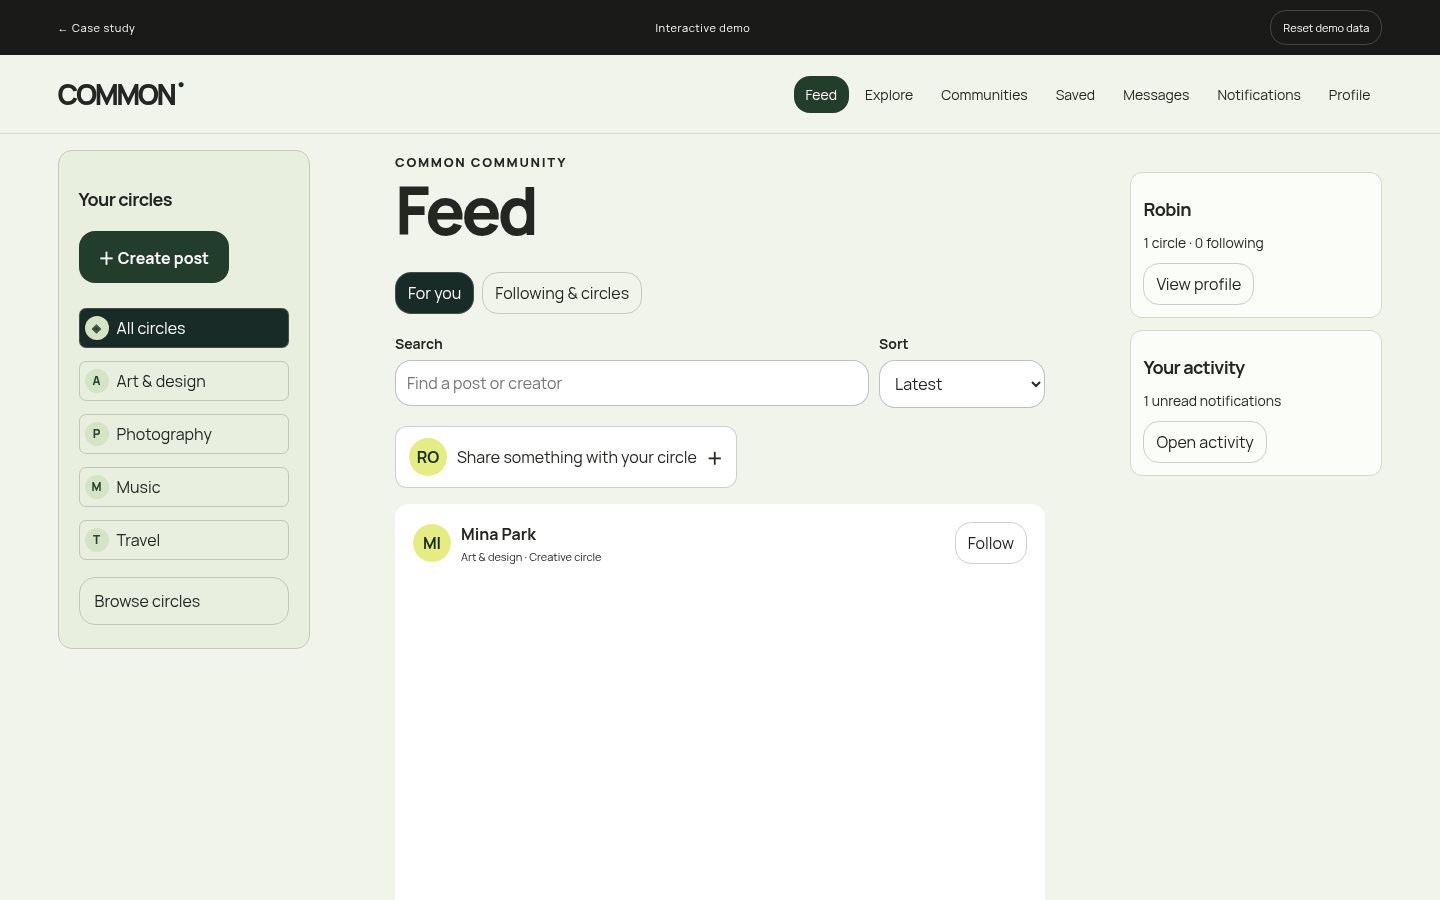 ← Case study
Interactive demo
Reset demo data
COMMON
Feed
Explore
Communities
Saved
Messages
Notifications
Profile
Your circles
+ Create post
◈ All circles
A Art & design
P Photography
M Music
T Travel
Browse circles
COMMON COMMUNITY
Feed
For you
Following & circles
Search
Sort
Find a post or creator
Latest
RO Share something with your circle +
MI
Mina Park
Art & design · Creative circle
Follow
Robin
1 circle · 0 following
View profile
Your activity
1 unread notifications
Open activity